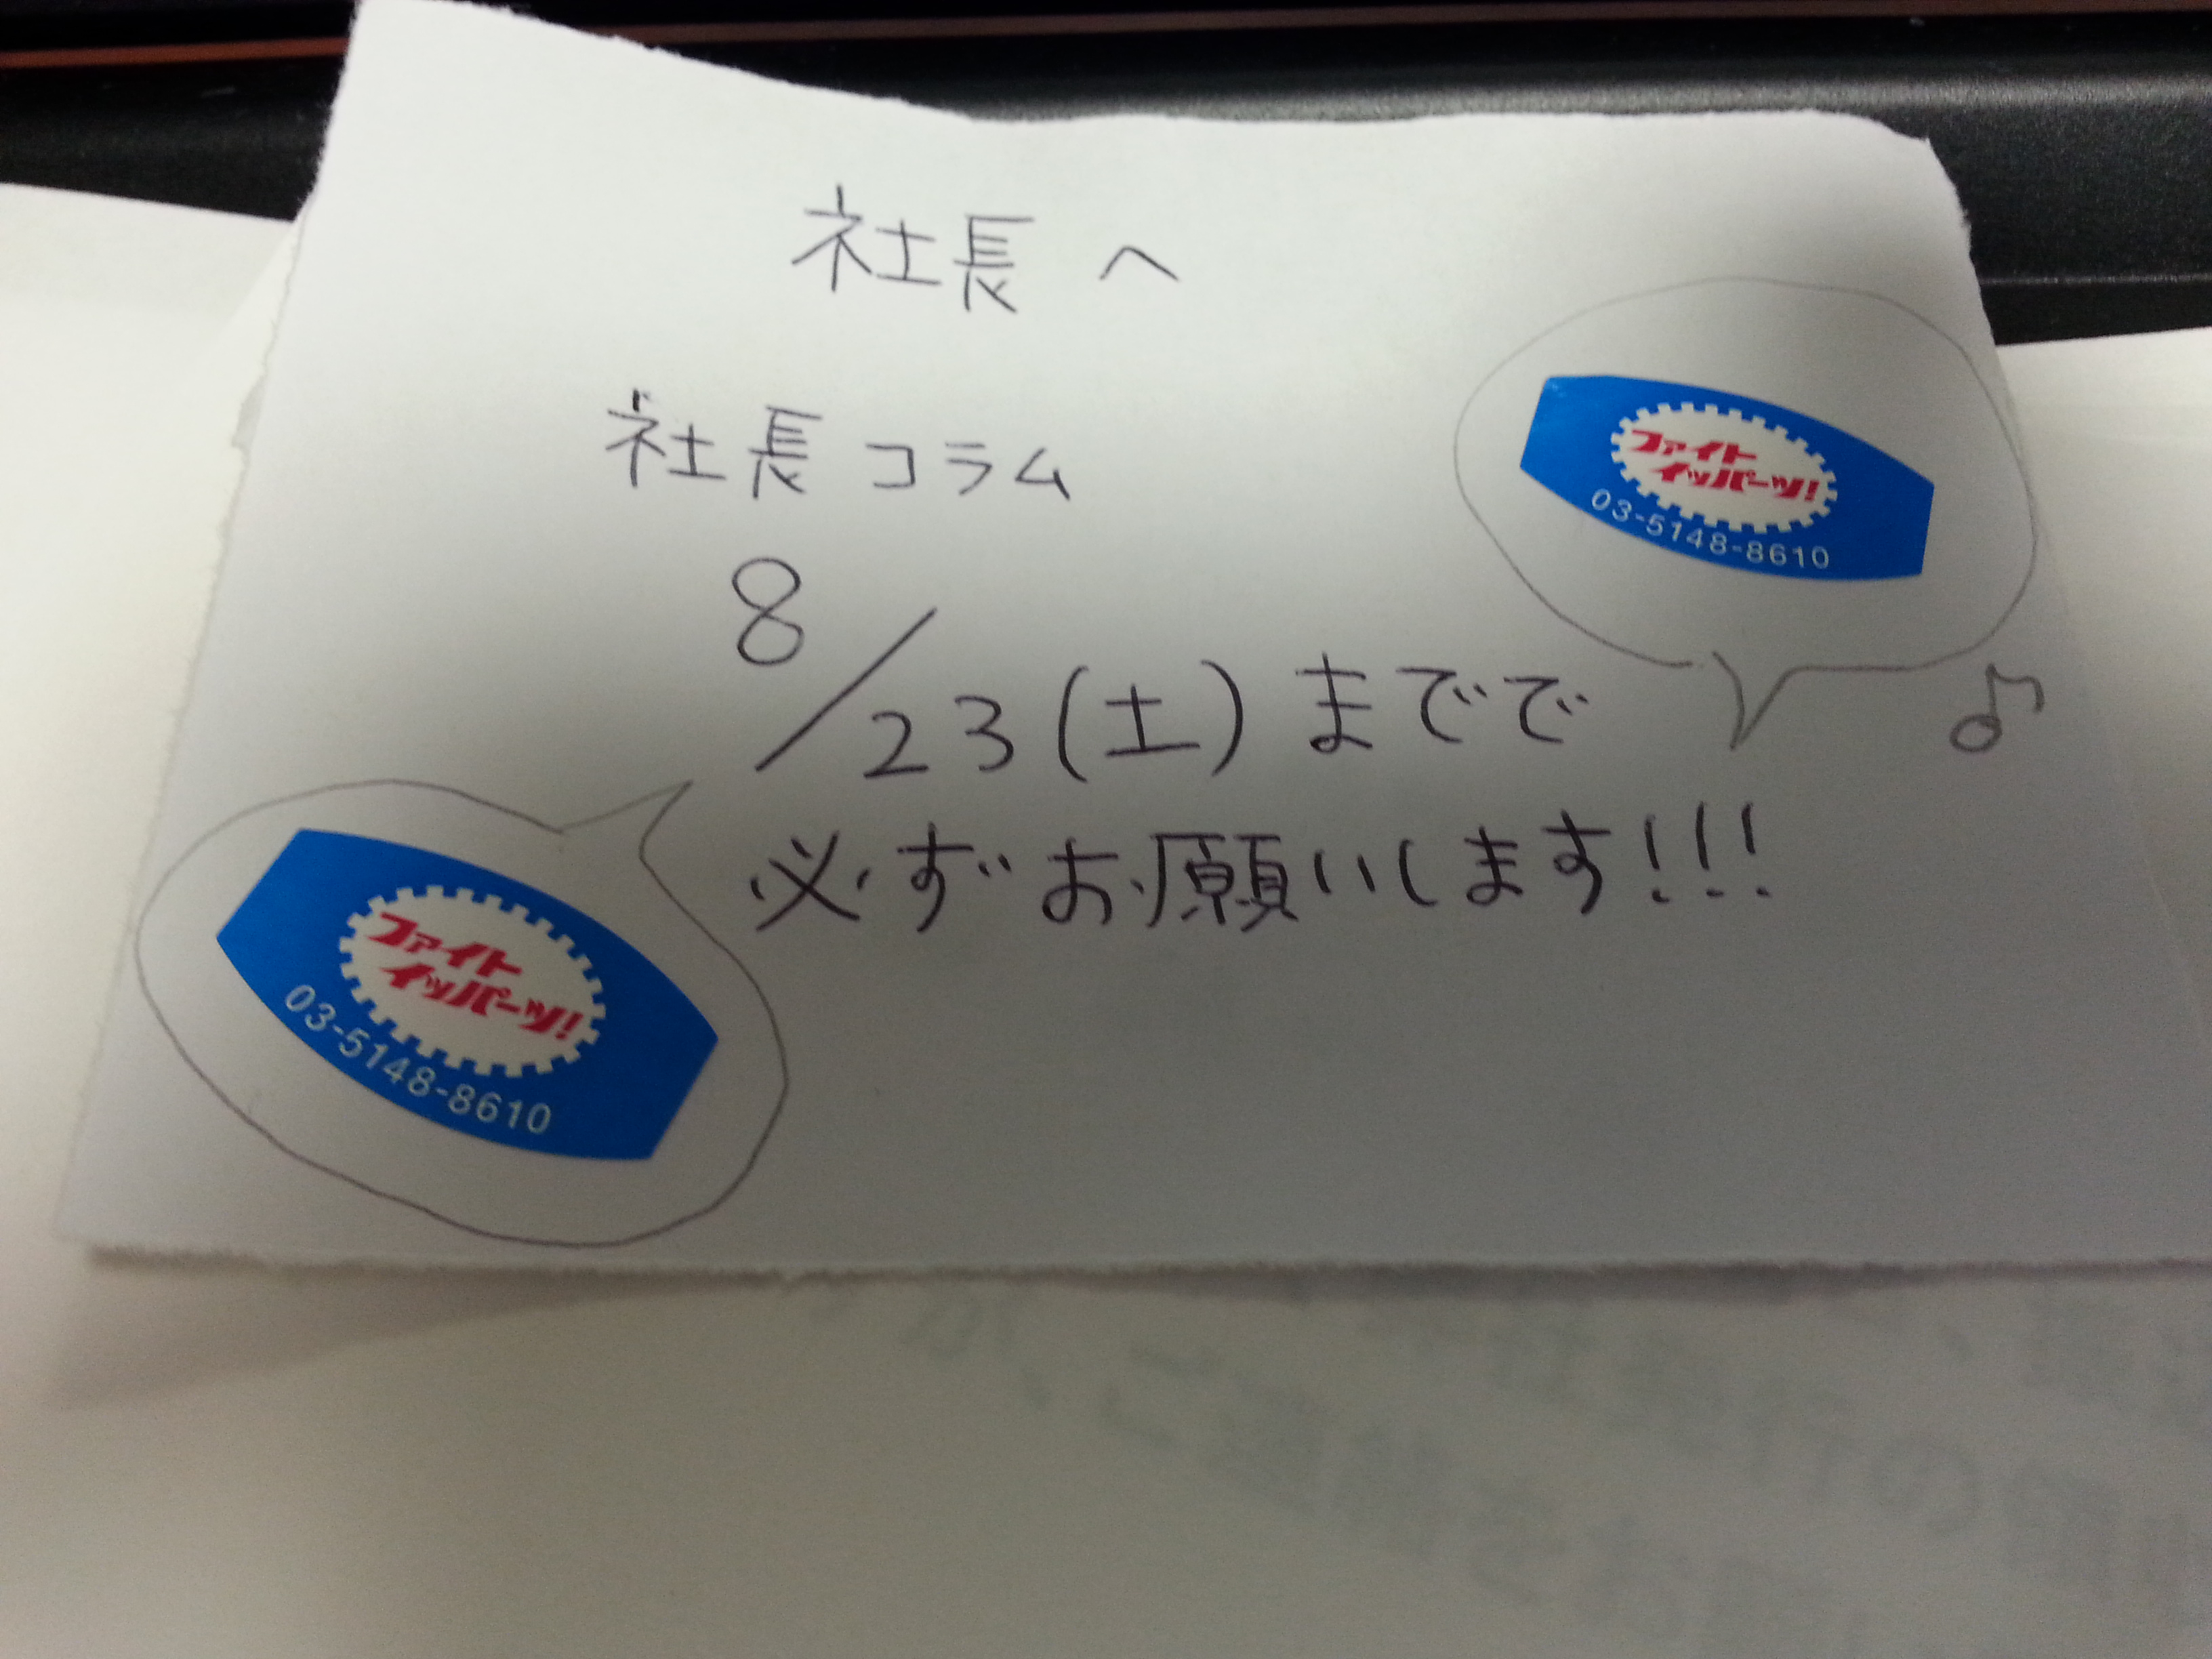 社長へ
社長コラム
8/23(土)までで
必ずお願いします!!!
ファイト
イッパーツ!
03-5148-8610
ファイト
イッパーツ!
03-5148-8610